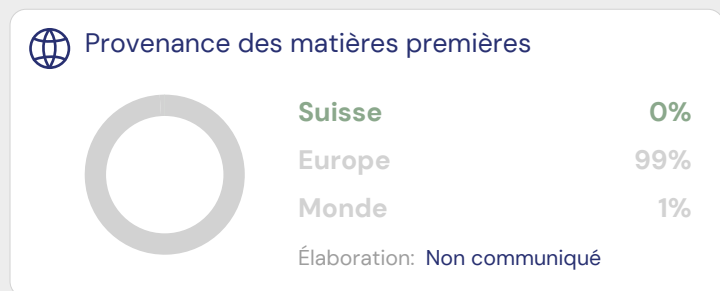 Provenance des matières premières
Suisse 0%
Europe 99%
Monde 1%
Élaboration: Non communiqué